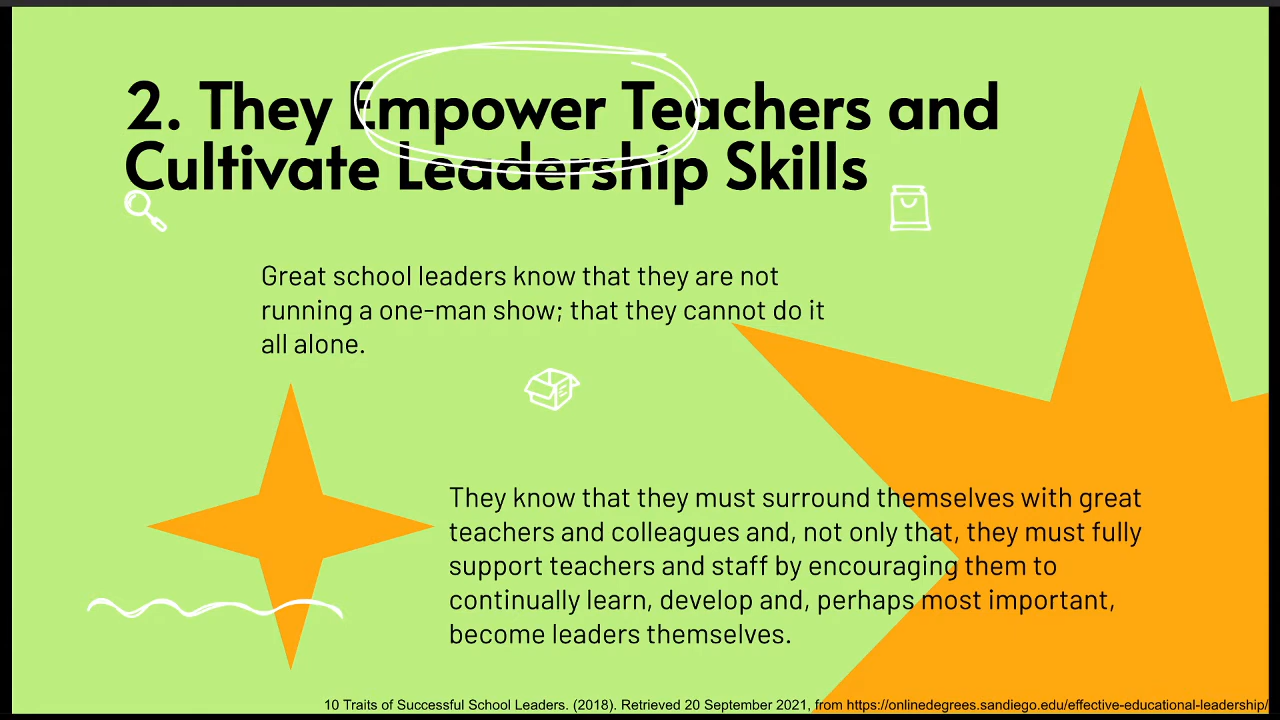 2. They Empower Teachers and
Cultivate Leadership Skills
Great school leaders know that they are not
running a one-man show; that they cannot do it
all alone.
They know that they must surround themselves with great
teachers and colleagues and, not only that, they must fully
support teachers and staff by encouraging them to
continually learn, develop and, perhaps most important,
become leaders themselves.
10 Traits of Successful School Leaders. (2018). Retrieved 20 September 2021, from https://onlinedegrees.sandiego.edu/effective-educational-leadership/